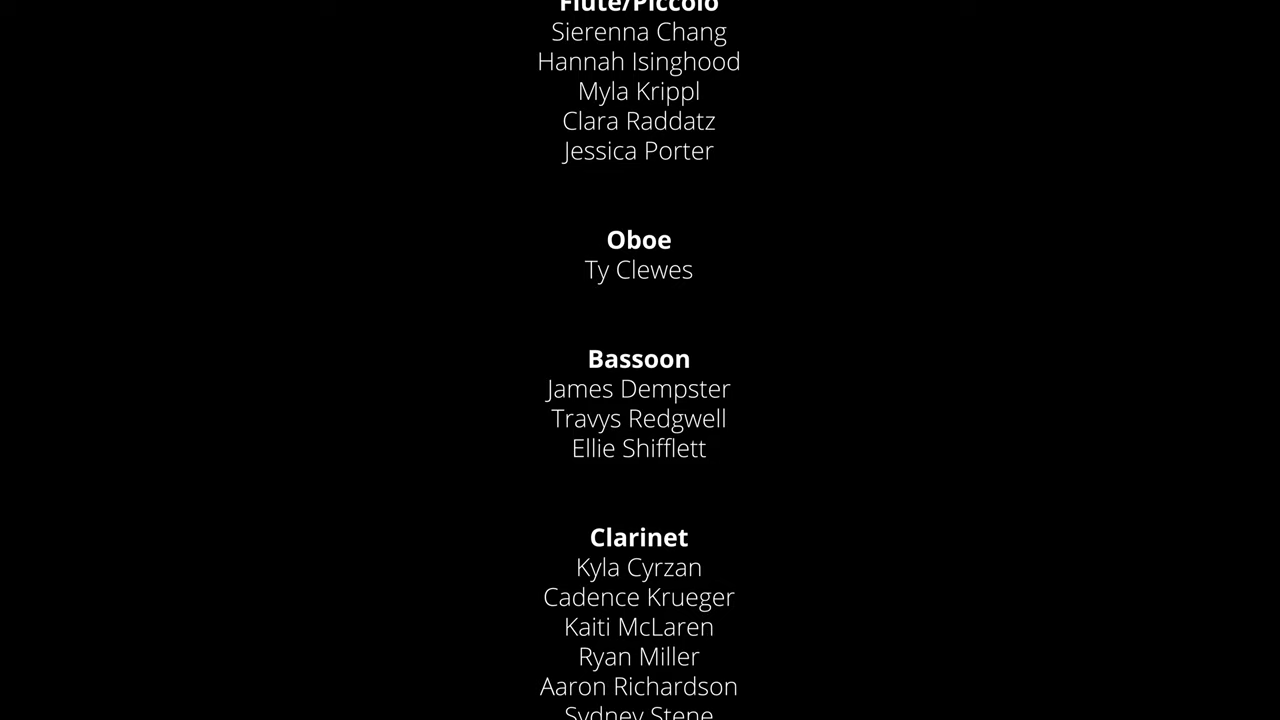 Flute/Piccolo
Sierenna Chang
Hannah Isinghood
Myla Krippl
Clara Raddatz
Jessica Porter
Oboe
Ty Clewes
Bassoon
James Dempster
Travys Redgwell
Ellie Shifflett
Clarinet
Kyla Cyrzan
Cadence Krueger
Kaiti McLaren
Ryan Miller
Aaron Richardson
Sydney Stene